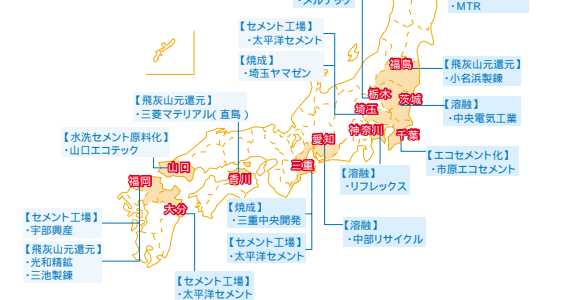 ・メルテック
・MTR
【セメント工場】
・太平洋セメント
【焼成】
・埼玉ヤマゼン
福島
【飛灰山元還元】
・小名浜製錬
栃木
茨城
【溶融】
・中央電気工業
埼玉
【飛灰山元還元】
・三菱マテリアル(直島)
神奈川
千葉
【水洗セメント原料化】
・山口エコテック
愛知
【エコセメント化】
・市原エコセメント
山口
三重
【溶融】
・リフレックス
福岡
香川
大分
【セメント工場】
・宇部興産
【焼成】
・三重中央開発
【溶融】
・中部リサイクル
【飛灰山元還元】
・光和精鉱
・三池製錬
【セメント工場】
・太平洋セメント
【セメント工場】
・太平洋セメント